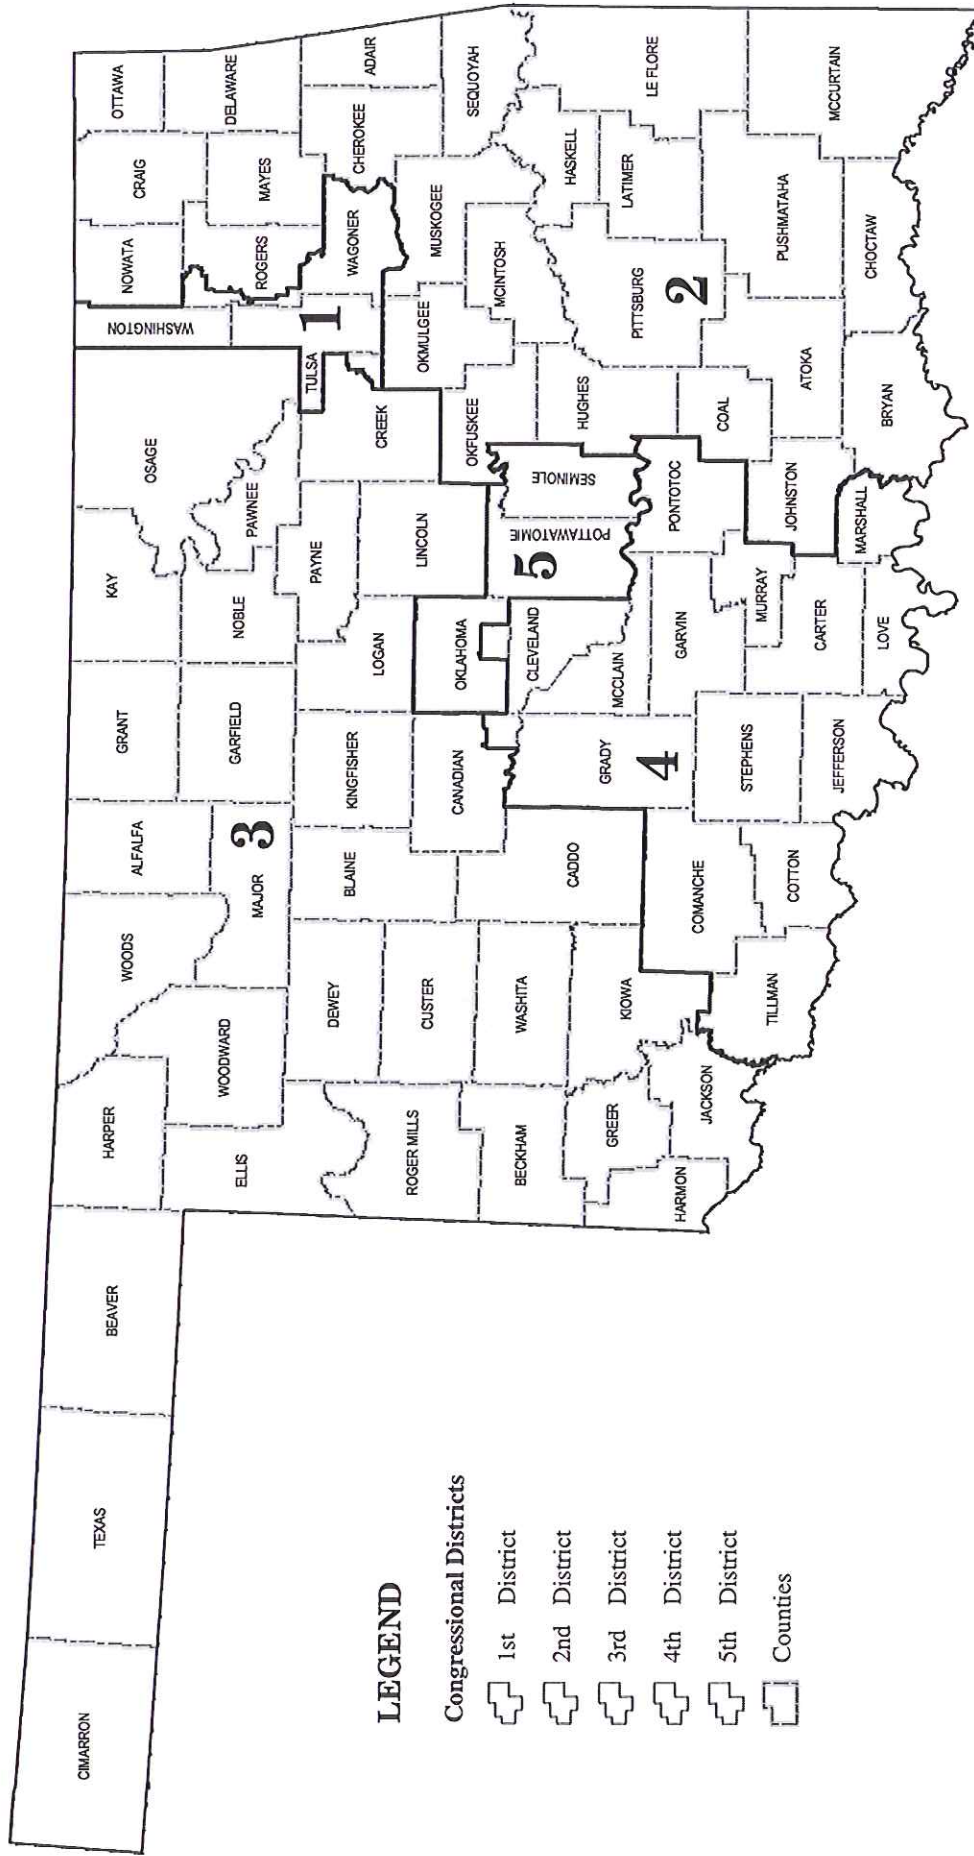 CIMARRON
TEXAS
BEAVER
HARPER
WOODS
ALFALFA
GRANT
KAY
OSAGE
WASHINGTON
NOWATA
CRAIG
OTTAWA
ELLIS
WOODWARD
MAJOR
3
GARFIELD
NOBLE
PAWNEE
ROGERS
MAYES
DELAWARE
ROGER MILLS
DEWEY
BLAINE
KINGFISHER
LOGAN
PAYNE
CREEK
TULSA
1
WAGONER
CHEROKEE
ADAIR
CUSTER
CANADIAN
OKLAHOMA
LINCOLN
OKMULGEE
MUSKOGEE
SEQUOYAH
BECKHAM
WASHITA
CADDO
GRADY
CLEVELAND
5
POTTAWATOMIE
SEMINOLE
OKFUSKEE
MCINTOSH
HASKELL
LE FLORE
GREER
KIOWA
4
MCCLAIN
HUGHES
PITTSBURG
LATIMER
2
HARMON
JACKSON
COMANCHE
STEPHENS
GARVIN
PONTOTOC
COAL
PUSHMATAHA
TILLMAN
COTTON
JEFFERSON
MURRAY
CARTER
JOHNSTON
ATOKA
MCCURTAIN
LOVE
MARSHALL
BRYAN
CHOCTAW
LEGEND
Congressional Districts
1st District
2nd District
3rd District
4th District
5th District
Counties